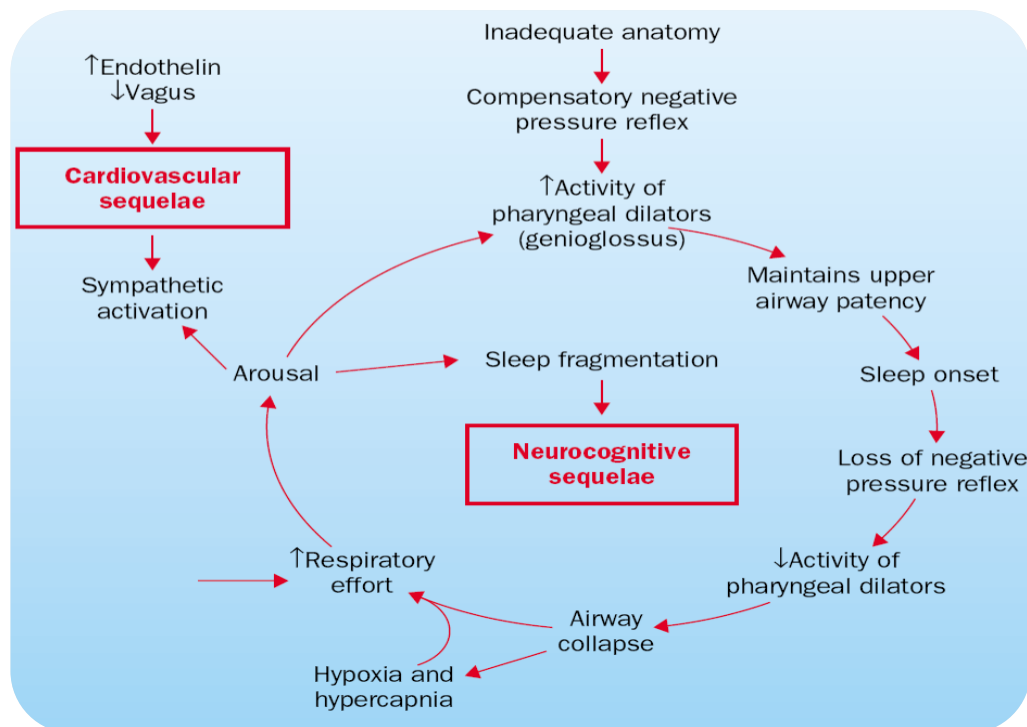 Inadequate anatomy
↑Endothelin
↓Vagus
Compensatory negative
pressure reflex
Cardiovascular
sequelae
↑Activity of
pharyngeal dilators
(genioglossus)
Sympathetic
activation
Maintains upper
airway patency
Arousal
Sleep fragmentation
Sleep onset
Neurocognitive
sequelae
Loss of negative
pressure reflex
↑Respiratory
effort
↓Activity of
pharyngeal dilators
Airway
collapse
Hypoxia and
hypercapnia